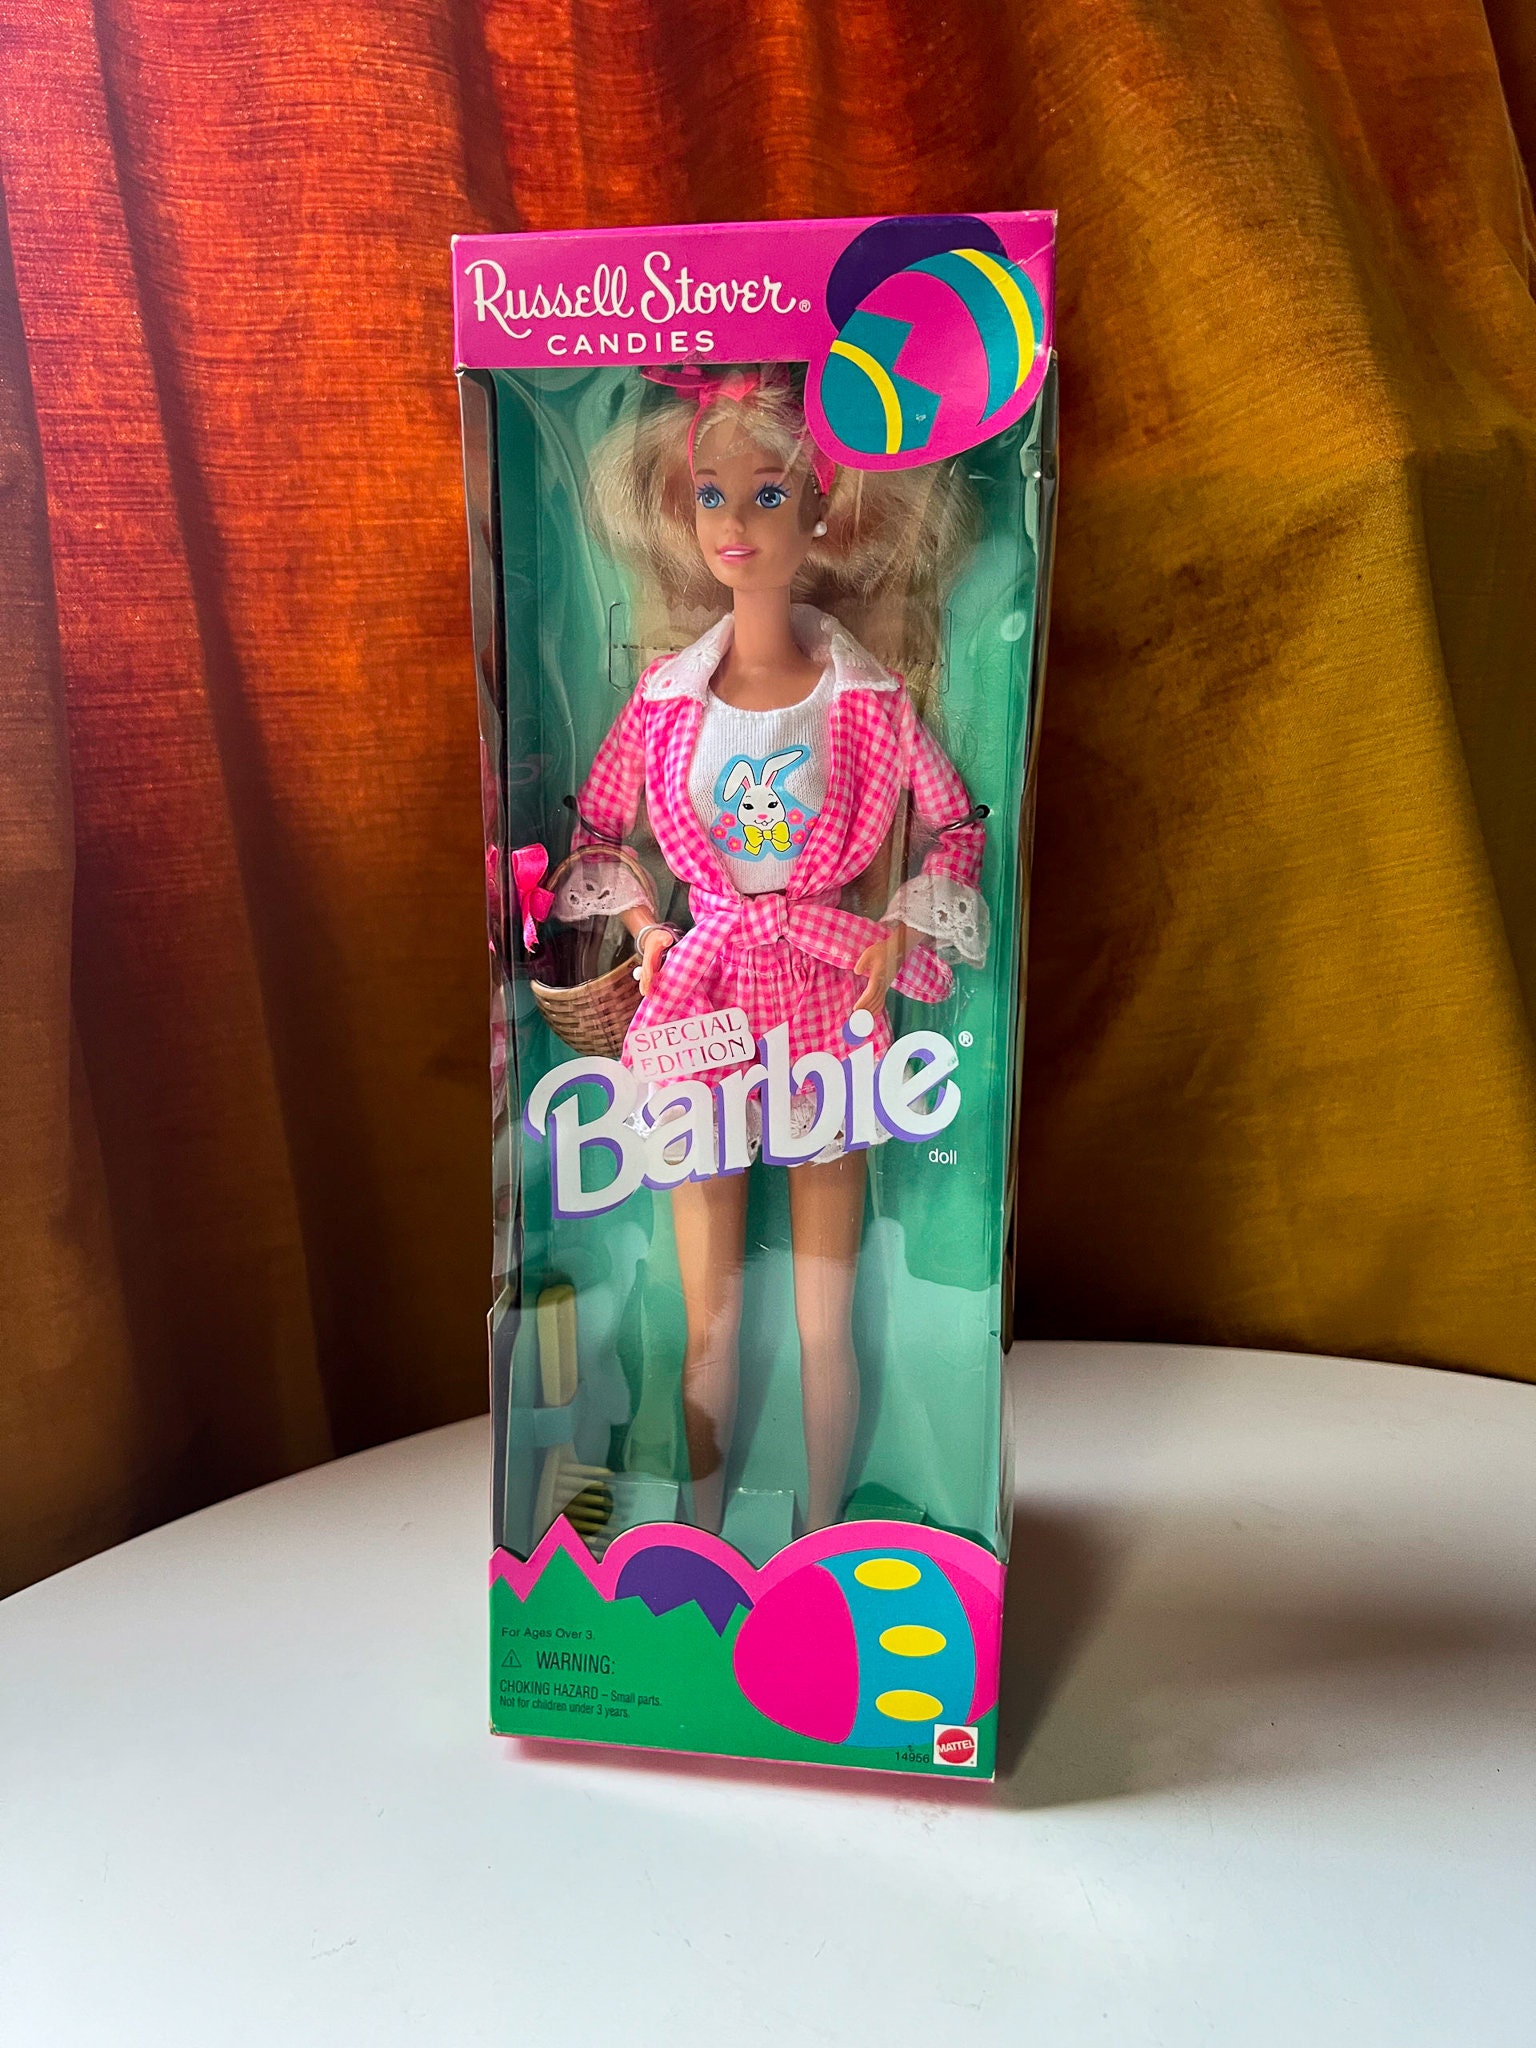 Russell Stover®
CANDIES
SPECIAL
EDITION
Barbie®
doll
For Ages Over 3.
⚠ WARNING:
CHOKING HAZARD – Small parts.
Not for children under 3 years.
14956
MATTEL®